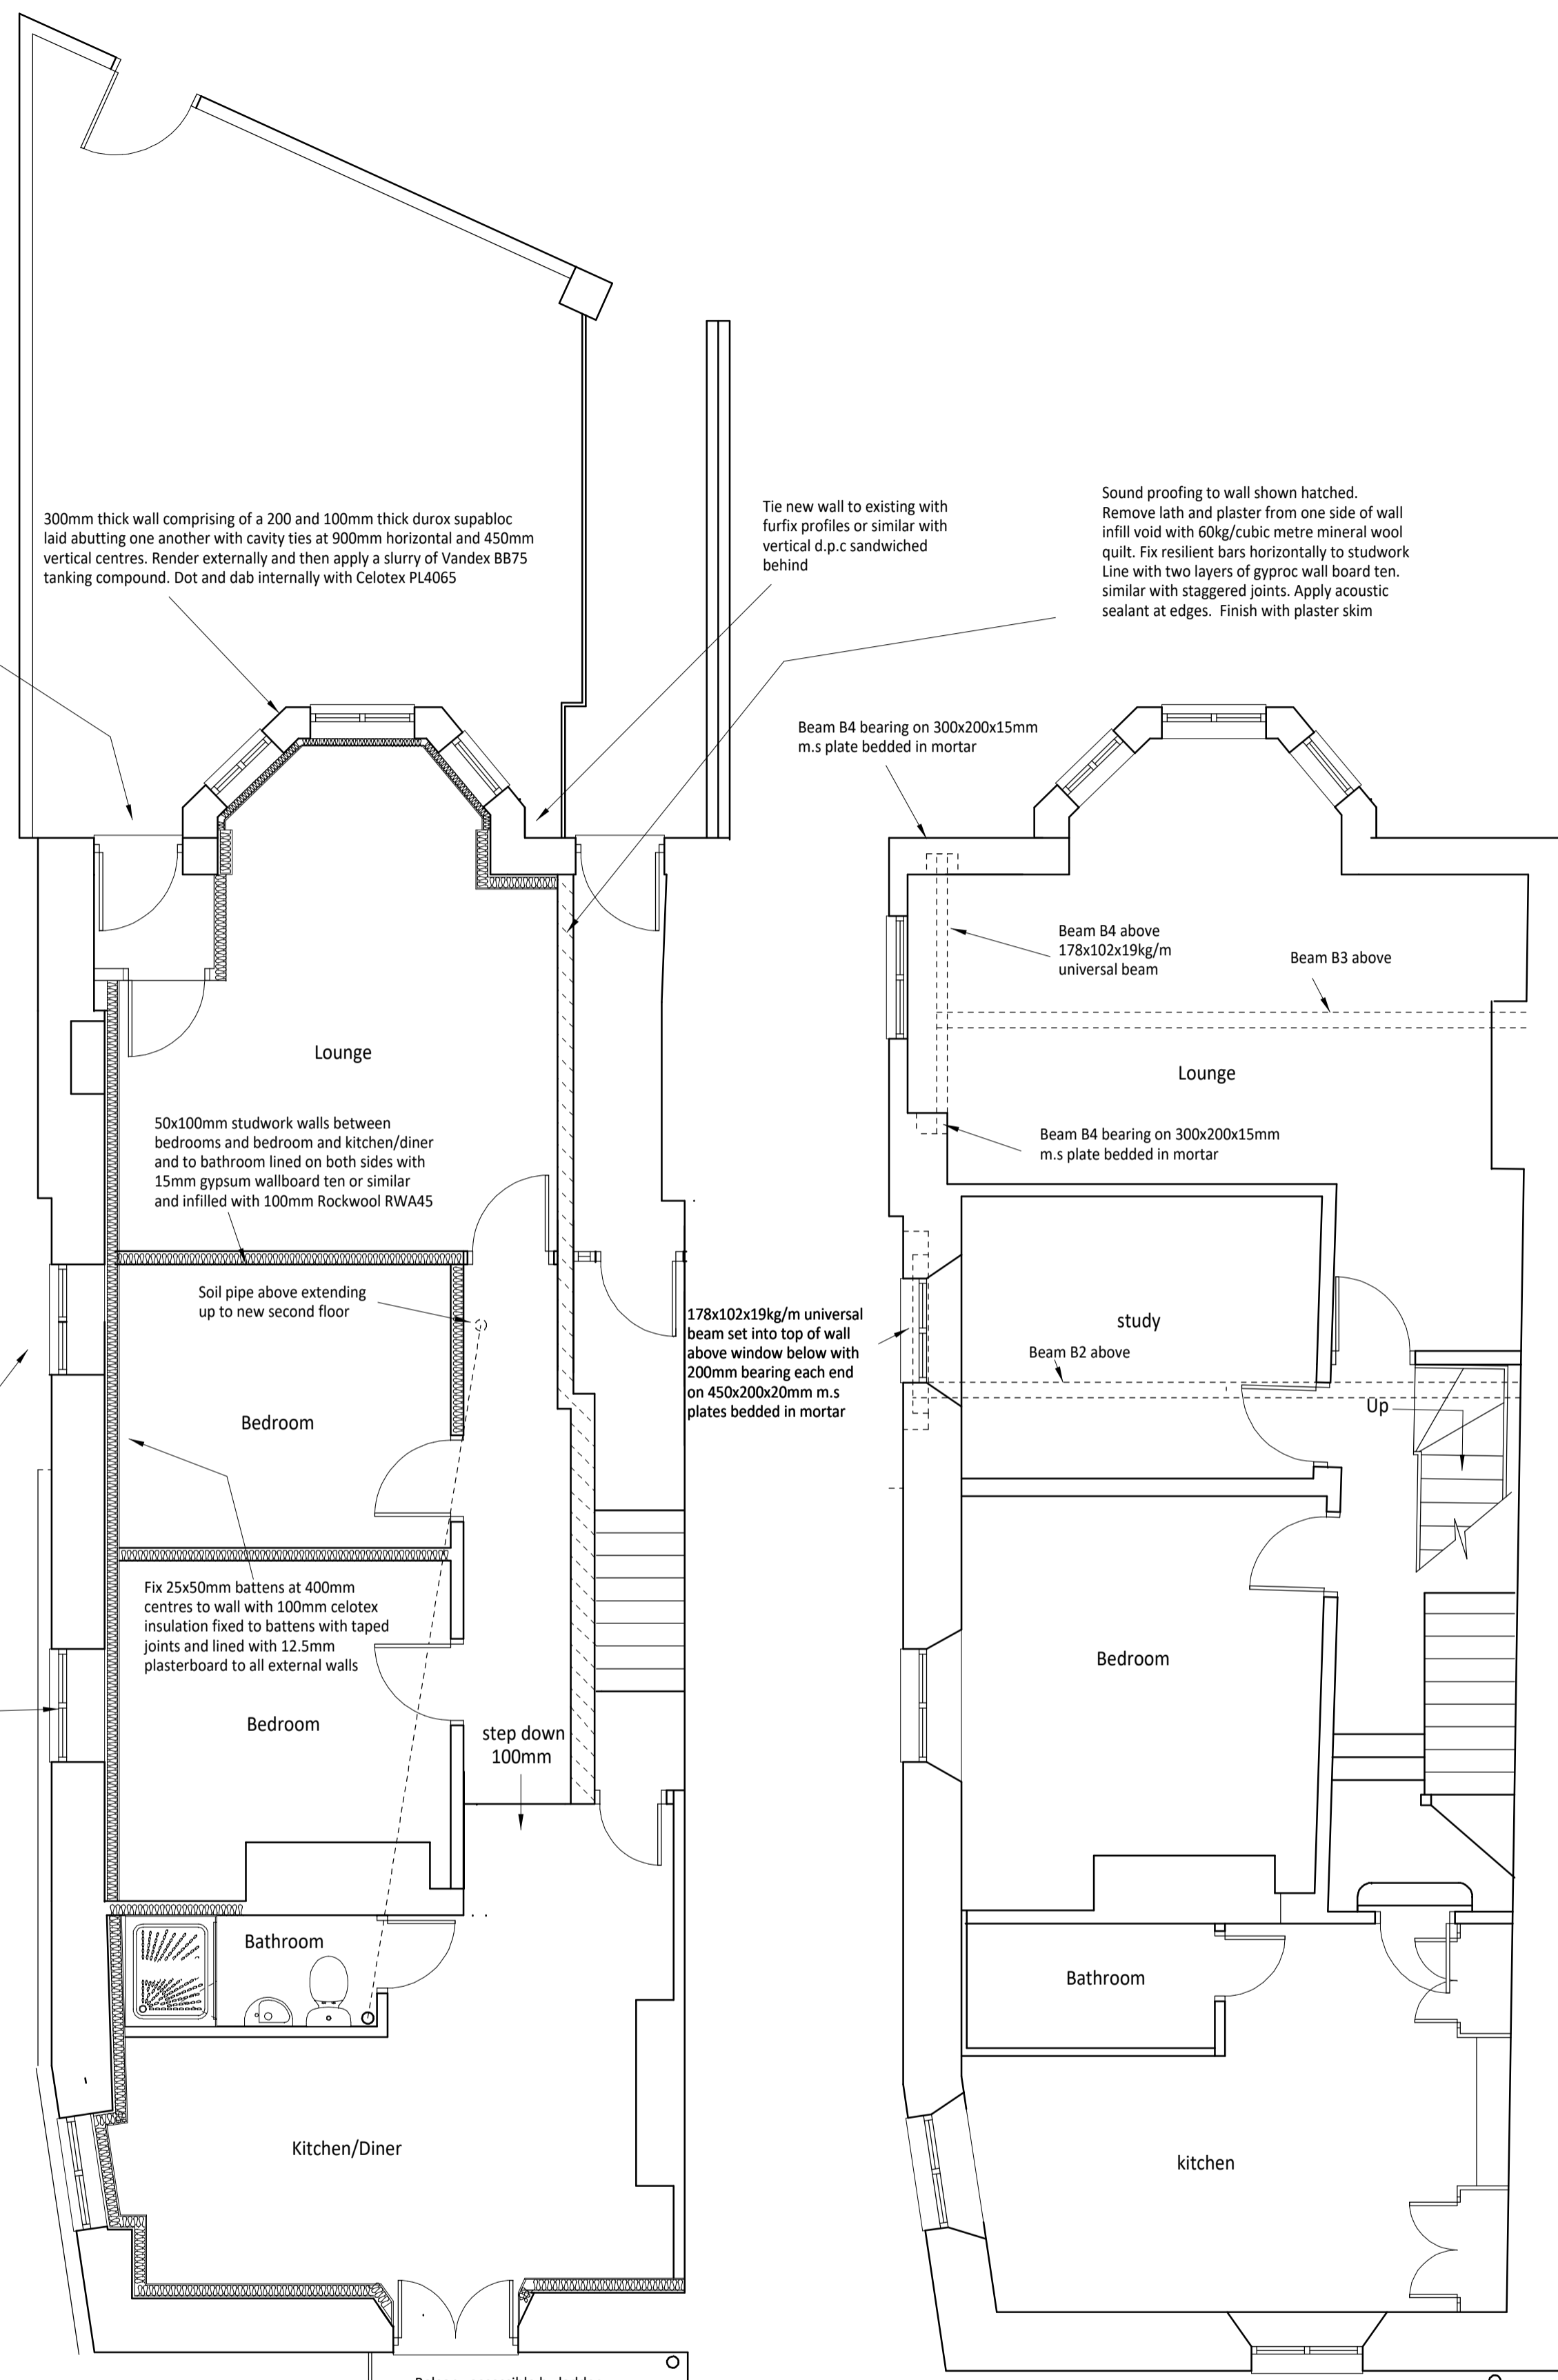 300mm thick wall comprising of a 200 and 100mm thick durox supabloc
laid abutting one another with cavity ties at 900mm horizontal and 450mm
vertical centres. Render externally and then apply a slurry of Vandex BB75
tanking compound. Dot and dab internally with Celotex PL4065
Tie new wall to existing with
furfix profiles or similar with
vertical d.p.c sandwiched
behind
Sound proofing to wall shown hatched.
Remove lath and plaster from one side of wall
infill void with 60kg/cubic metre mineral wool
quilt. Fix resilient bars horizontally to studwork
Line with two layers of gyproc wall board ten.
similar with staggered joints. Apply acoustic
sealant at edges. Finish with plaster skim
Beam B4 bearing on 300x200x15mm
m.s plate bedded in mortar
Beam B4 above
178x102x19kg/m
universal beam
Beam B3 above
Lounge
Lounge
50x100mm studwork walls between
bedrooms and bedroom and kitchen/diner
and to bathroom lined on both sides with
15mm gypsum wallboard ten or similar
and infilled with 100mm Rockwool RWA45
Beam B4 bearing on 300x200x15mm
m.s plate bedded in mortar
Soil pipe above extending
up to new second floor
178x102x19kg/m universal
beam set into top of wall
above window below with
200mm bearing each end
on 450x200x20mm m.s
plates bedded in mortar
study
Beam B2 above
Up
Bedroom
Fix 25x50mm battens at 400mm
centres to wall with 100mm celotex
insulation fixed to battens with taped
joints and lined with 12.5mm
plasterboard to all external walls
Bedroom
Bedroom
step down
100mm
Bathroom
Bathroom
Kitchen/Diner
kitchen